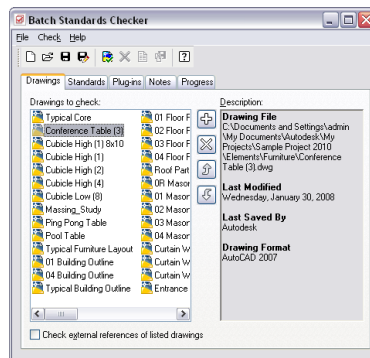 Batch Standards Checker
File Check Help
Drawings Standards Plug-ins Notes Progress
Drawings to check:
Typical Core
Conference Table (3)
Cubicle High (1) 8x10
Cubicle High (1)
Cubicle High (2)
Cubicle High (4)
Cubicle Low (8)
Massing_Study
Ping Pong Table
Pool Table
Typical Furniture Layout
01 Building Outline
04 Building Outline
Typical Building Outline
01 Floor F
02 Floor F
03 Floor F
04 Floor F
Roof Part
0R Mason
01 Mason
02 Mason
03 Mason
04 Mason
Curtain W
Curtain W
Curtain W
Entrance
Description:
Drawing File
C:\Documents and Settings\admin
\My Documents\Autodesk\My
Projects\Sample Project 2010
\Elements\Furniture\Conference
Table (3).dwg
Last Modified
Wednesday, January 30, 2008
Last Saved By
Autodesk
Drawing Format
AutoCAD 2007
Check external references of listed drawings